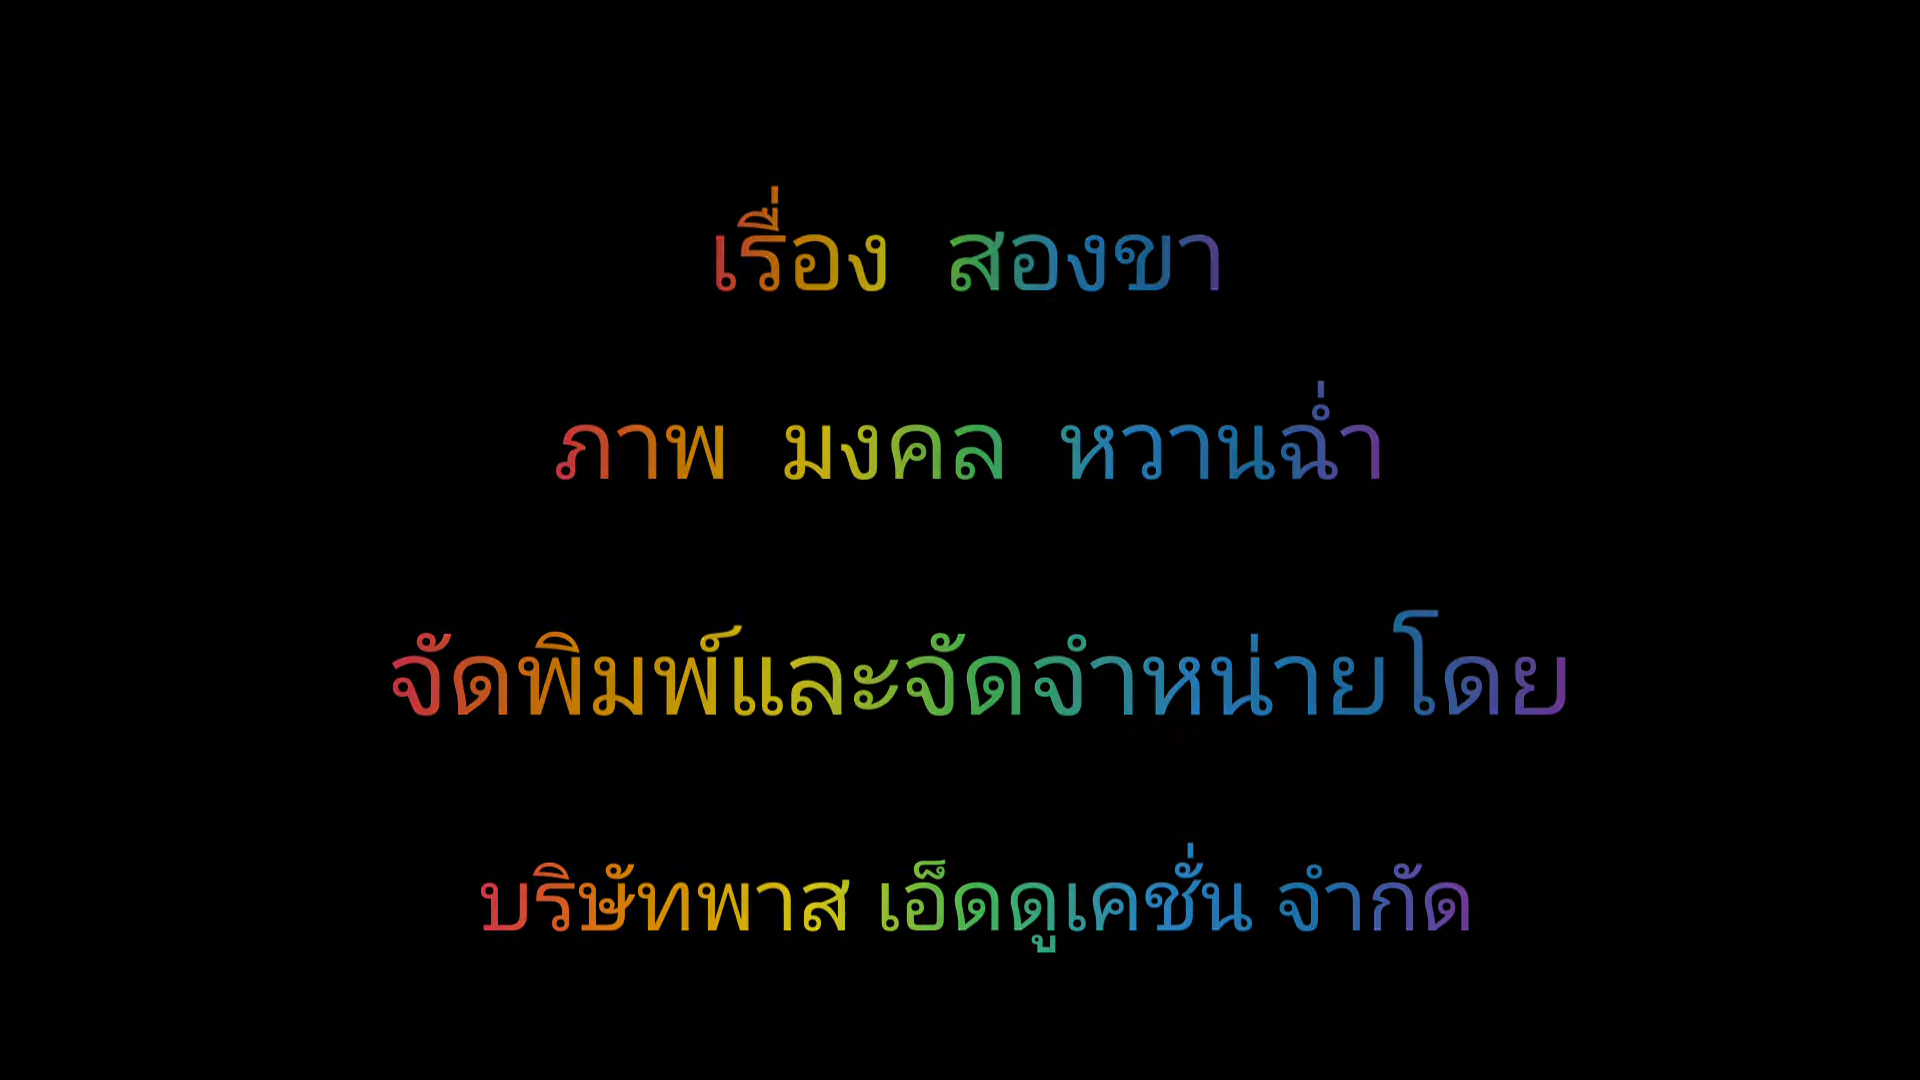 เรื่อง สองขา
ภาพ มงคล หวานฉ่ำ
จัดพิมพ์และจัดจำหน่ายโดย
บริษัทพาส เอ็ดดูเคชั่น จำกัด